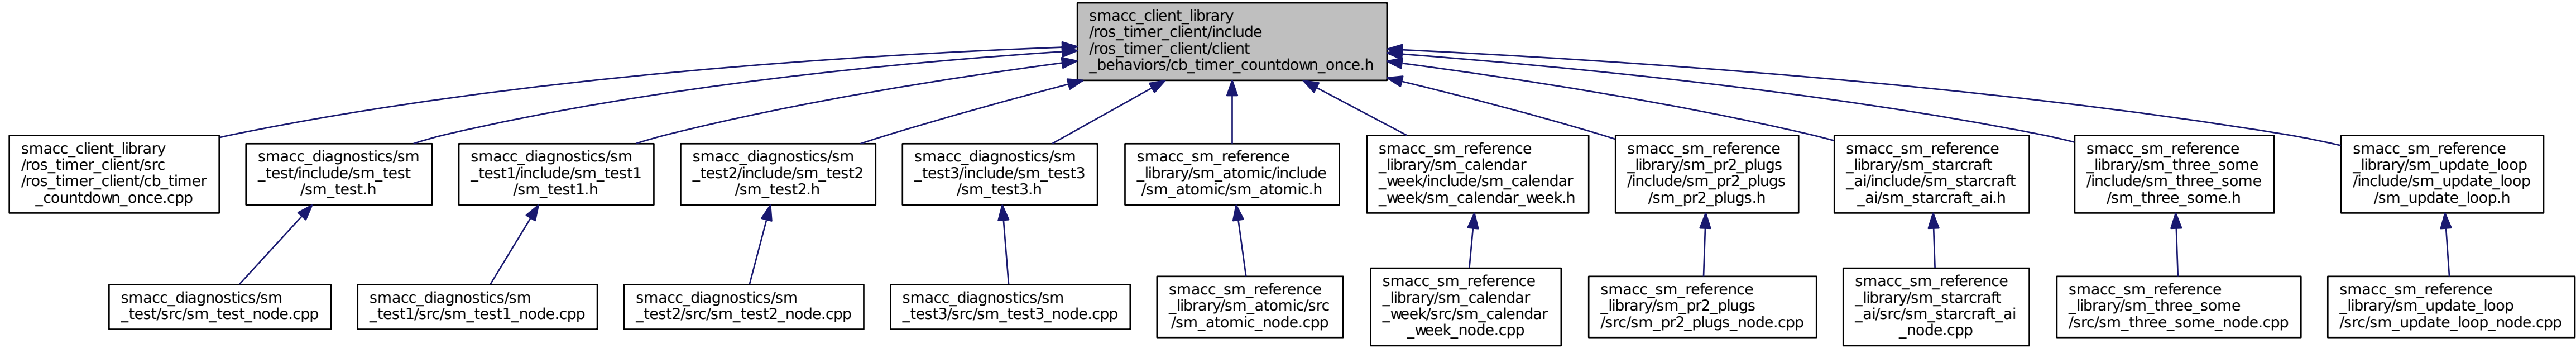 smacc_client_library
/ros_timer_client/include
/ros_timer_client/client
_behaviors/cb_timer_countdown_once.h
smacc_client_library
/ros_timer_client/src
/ros_timer_client/cb_timer
_countdown_once.cpp
smacc_diagnostics/sm
_test/include/sm_test
/sm_test.h
smacc_diagnostics/sm
_test1/include/sm_test1
/sm_test1.h
smacc_diagnostics/sm
_test2/include/sm_test2
/sm_test2.h
smacc_diagnostics/sm
_test3/include/sm_test3
/sm_test3.h
smacc_sm_reference
_library/sm_atomic/include
/sm_atomic/sm_atomic.h
smacc_sm_reference
_library/sm_calendar
_week/include/sm_calendar
_week/sm_calendar_week.h
smacc_sm_reference
_library/sm_pr2_plugs
/include/sm_pr2_plugs
/sm_pr2_plugs.h
smacc_sm_reference
_library/sm_starcraft
_ai/include/sm_starcraft
_ai/sm_starcraft_ai.h
smacc_sm_reference
_library/sm_three_some
/include/sm_three_some
/sm_three_some.h
smacc_sm_reference
_library/sm_update_loop
/include/sm_update_loop
/sm_update_loop.h
smacc_diagnostics/sm
_test/src/sm_test_node.cpp
smacc_diagnostics/sm
_test1/src/sm_test1_node.cpp
smacc_diagnostics/sm
_test2/src/sm_test2_node.cpp
smacc_diagnostics/sm
_test3/src/sm_test3_node.cpp
smacc_sm_reference
_library/sm_atomic/src
/sm_atomic_node.cpp
smacc_sm_reference
_library/sm_calendar
_week/src/sm_calendar
_week_node.cpp
smacc_sm_reference
_library/sm_pr2_plugs
/src/sm_pr2_plugs_node.cpp
smacc_sm_reference
_library/sm_starcraft
_ai/src/sm_starcraft_ai
_node.cpp
smacc_sm_reference
_library/sm_three_some
/src/sm_three_some_node.cpp
smacc_sm_reference
_library/sm_update_loop
/src/sm_update_loop_node.cpp